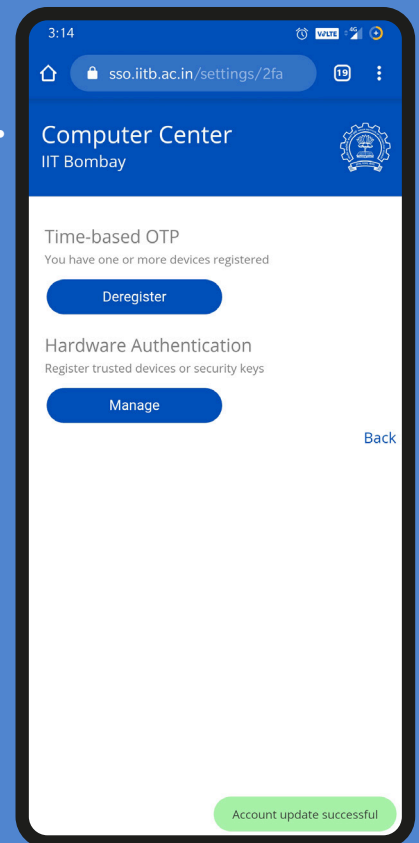 3:14
VoLTE 4G
sso.iitb.ac.in/settings/2fa
19
Computer Center
IIT Bombay
Time-based OTP
You have one or more devices registered
Deregister
Hardware Authentication
Register trusted devices or security keys
Manage
Back
Account update successful